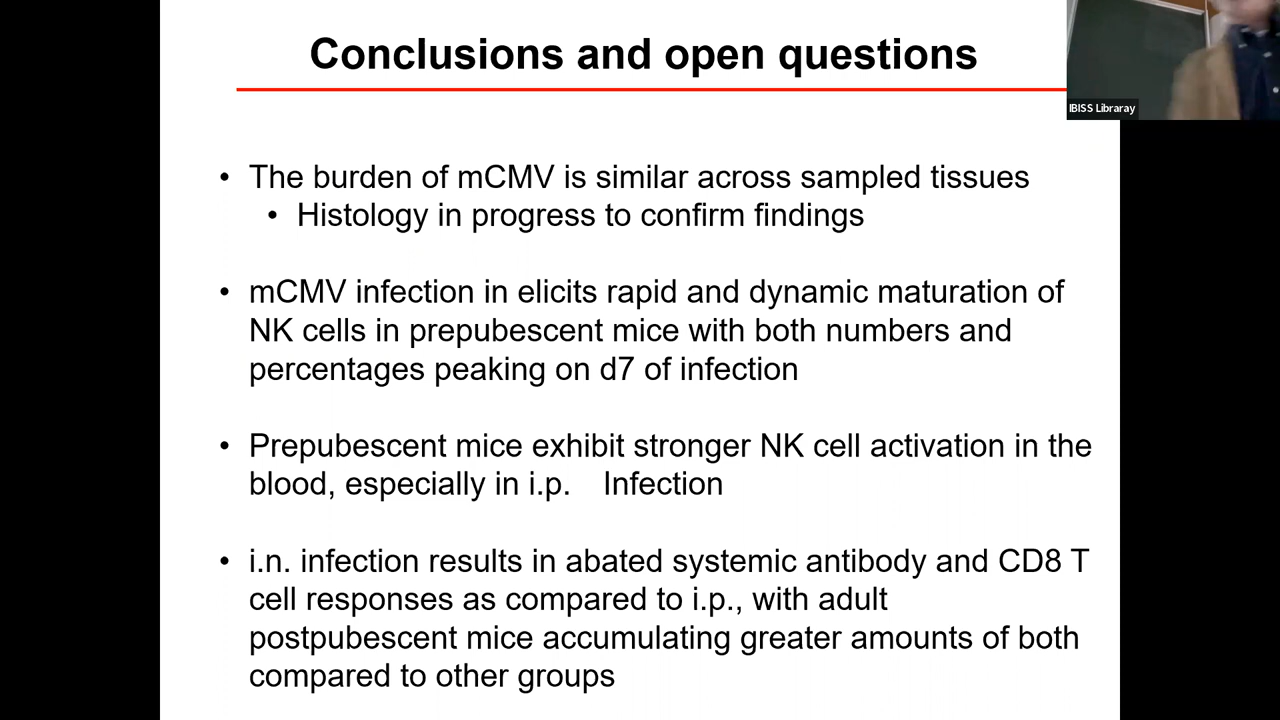 Conclusions and open questions
IBISS Libraray
• The burden of mCMV is similar across sampled tissues
• Histology in progress to confirm findings
• mCMV infection in elicits rapid and dynamic maturation of
NK cells in prepubescent mice with both numbers and
percentages peaking on d7 of infection
• Prepubescent mice exhibit stronger NK cell activation in the
blood, especially in i.p. Infection
• i.n. infection results in abated systemic antibody and CD8 T
cell responses as compared to i.p., with adult
postpubescent mice accumulating greater amounts of both
compared to other groups